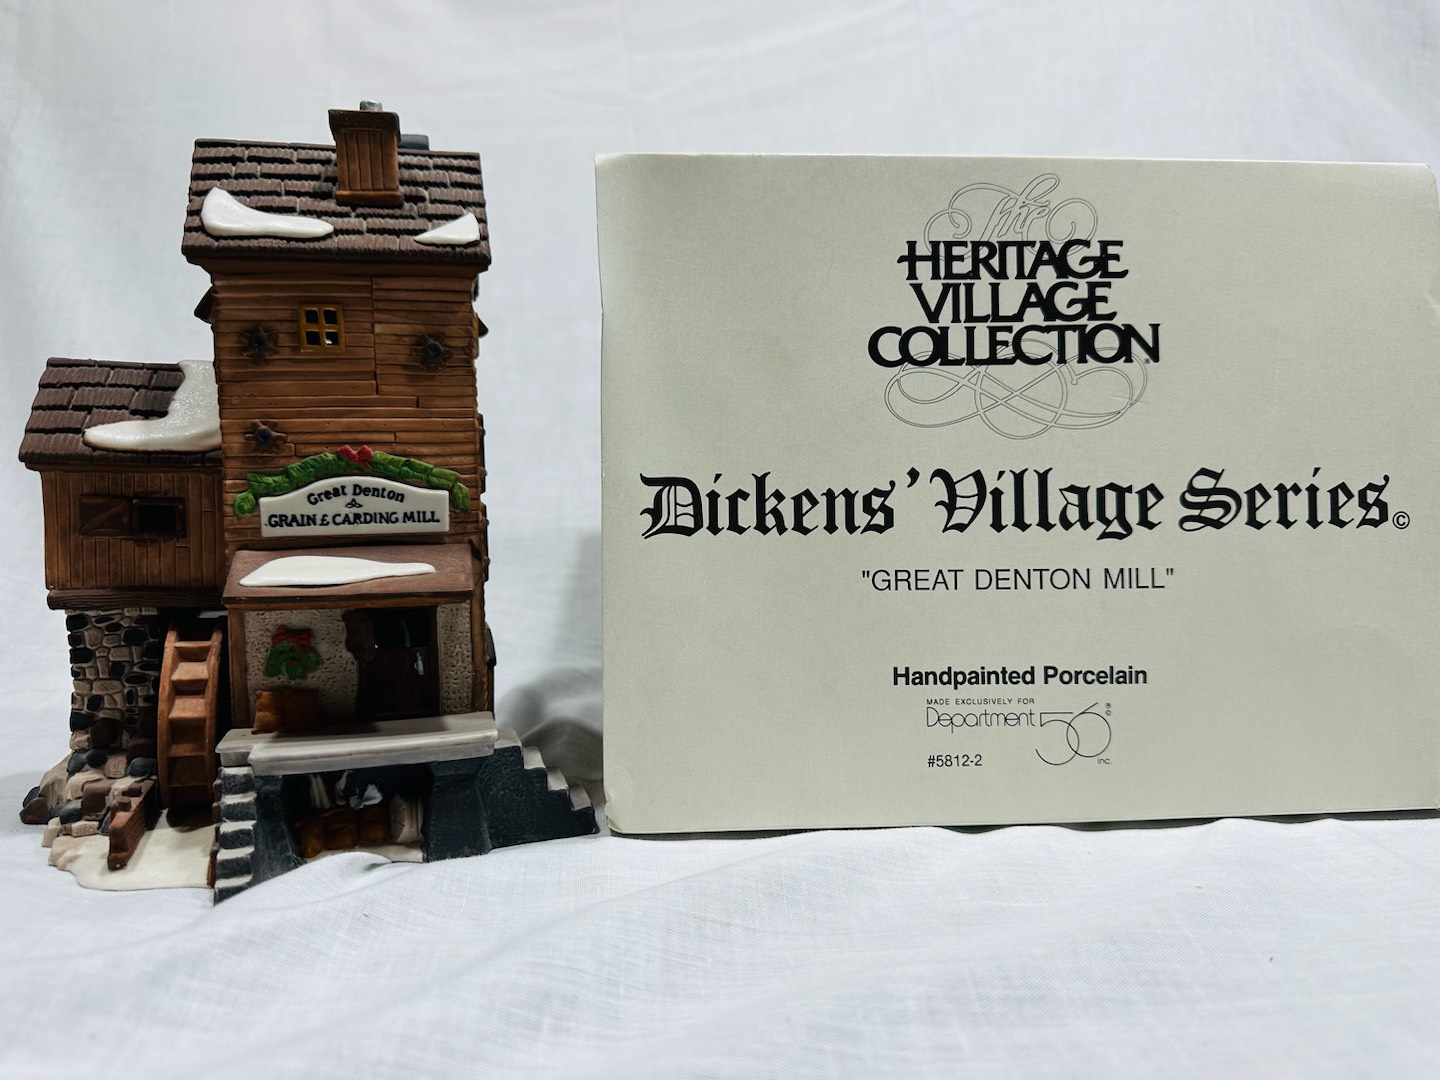 Great Denton
&
GRAIN & CARDING MILL
The
HERITAGE
VILLAGE
COLLECTION®
Dickens' Village Series©
"GREAT DENTON MILL"
Handpainted Porcelain
MADE EXCLUSIVELY FOR
Department 56®©
inc.
#5812-2